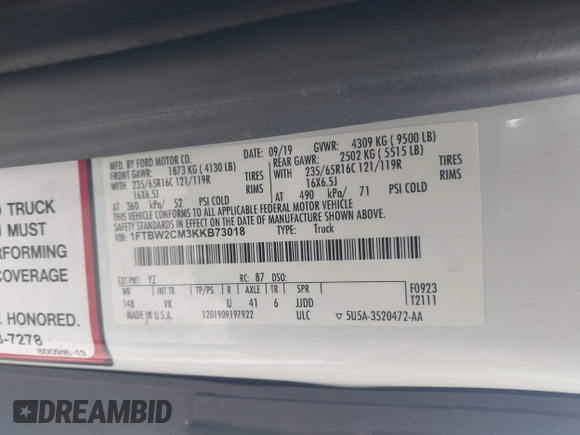 MFD. BY FORD MOTOR CO.
09/19 GVWR: 4309 KG ( 9500 LB)
FRONT GAWR: 1873 KG ( 4130 LB)
REAR GAWR: 2502 KG ( 5515 LB)
WITH 235/65R16C 121/119R TIRES
WITH 235/65R16C 121/119R TIRES
16X6.5J RIMS
16X6.5J RIMS
AT 360 kPa/ 52 PSI COLD
AT 490 kPa/ 71 PSI COLD
THIS VEHICLE CONFORMS TO ALL APPLICABLE FEDERAL MOTOR VEHICLE
SAFETY STANDARDS IN EFFECT ON THE DATE OF MANUFACTURE SHOWN ABOVE.
VIN: 1FTBW2CM3KKB73018
TYPE: Truck
EXT PNT: YZ RC: 87 DSO:
WB INT TR TP/PS R AXLE TR SPR
F0923
148 VK U 41 6 JJDD
T2111
MADE IN U.S.A. 1201909197922 ULC
▽ 5U5A-3520472-AA
TRUCK
MUST
COVERAGE
E HONORED.
-7278
800916-13
DREAMBID